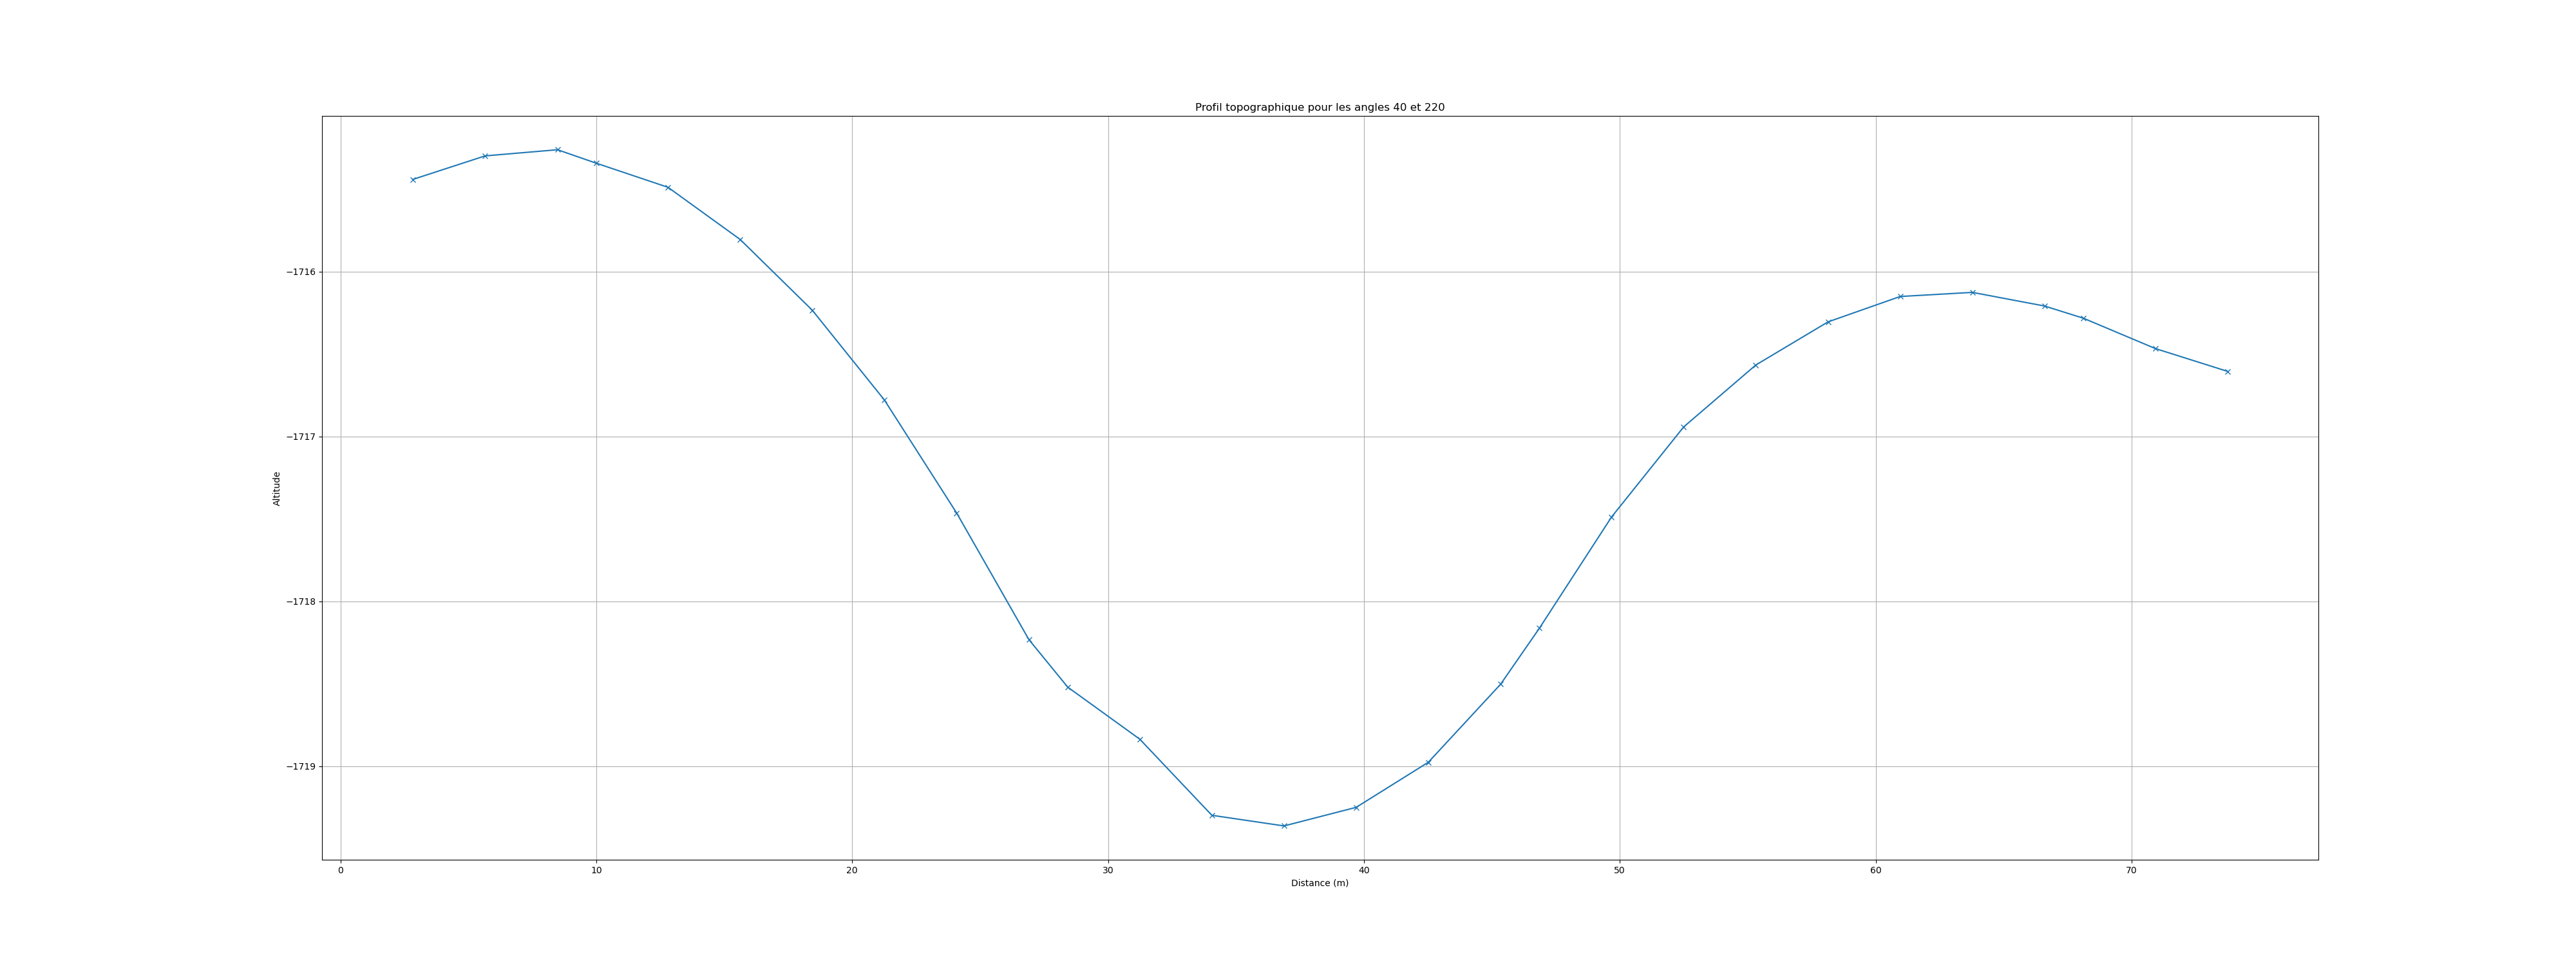 Profil topographique pour les angles 40 et 220
−1716
−1717
−1718
−1719
Altitude
0 10 20 30 40 50 60 70
Distance (m)